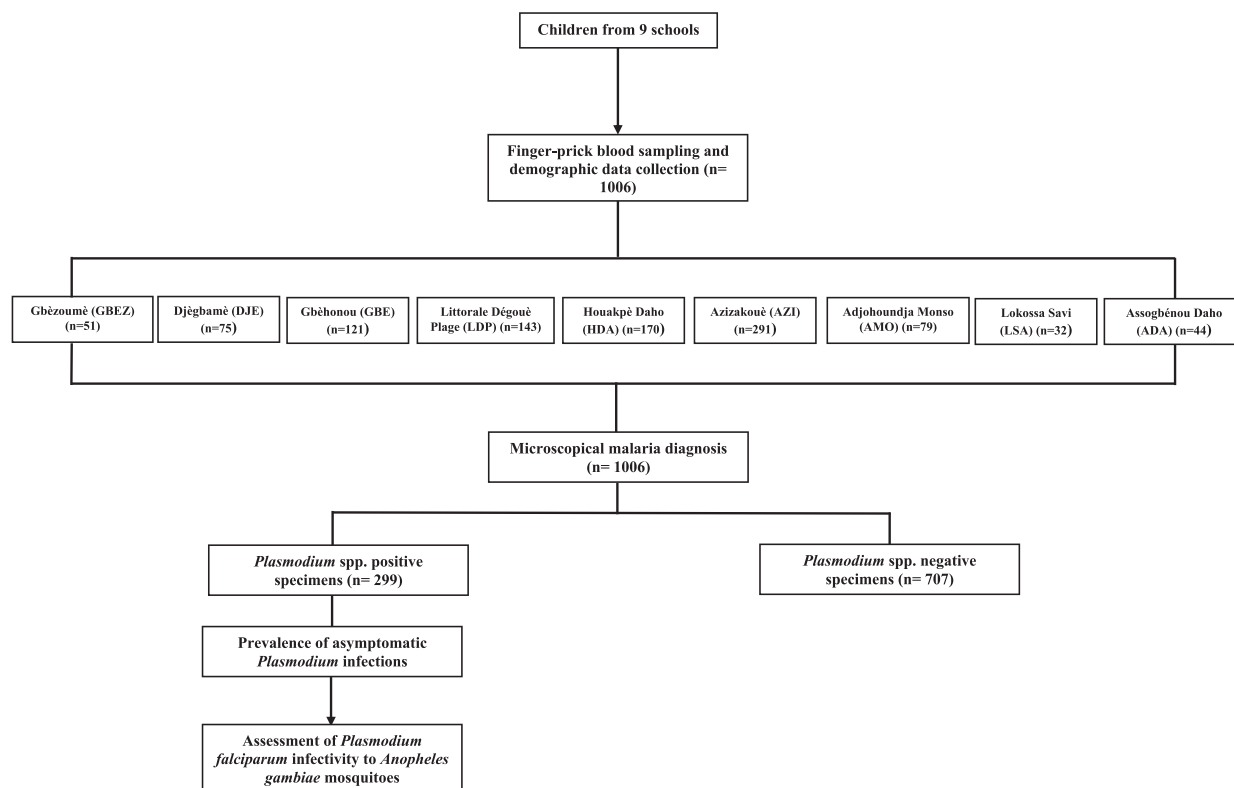 Children from 9 schools
Finger-prick blood sampling and
demographic data collection (n=
1006)
Gbèzoumè (GBEZ)
(n=51)
Djègbamè (DJE)
(n=75)
Gbèhonou (GBE)
(n=121)
Littorale Dégouè
Plage (LDP) (n=143)
Houakpè Daho
(HDA) (n=170)
Azizakouè (AZI)
(n=291)
Adjohoundja Monso
(AMO) (n=79)
Lokossa Savi
(LSA) (n=32)
Assogbénou Daho
(ADA) (n=44)
Microscopical malaria diagnosis
(n= 1006)
Plasmodium spp. positive
specimens (n= 299)
Plasmodium spp. negative
specimens (n= 707)
Prevalence of asymptomatic
Plasmodium infections
Assessment of Plasmodium
falciparum infectivity to Anopheles
gambiae mosquitoes